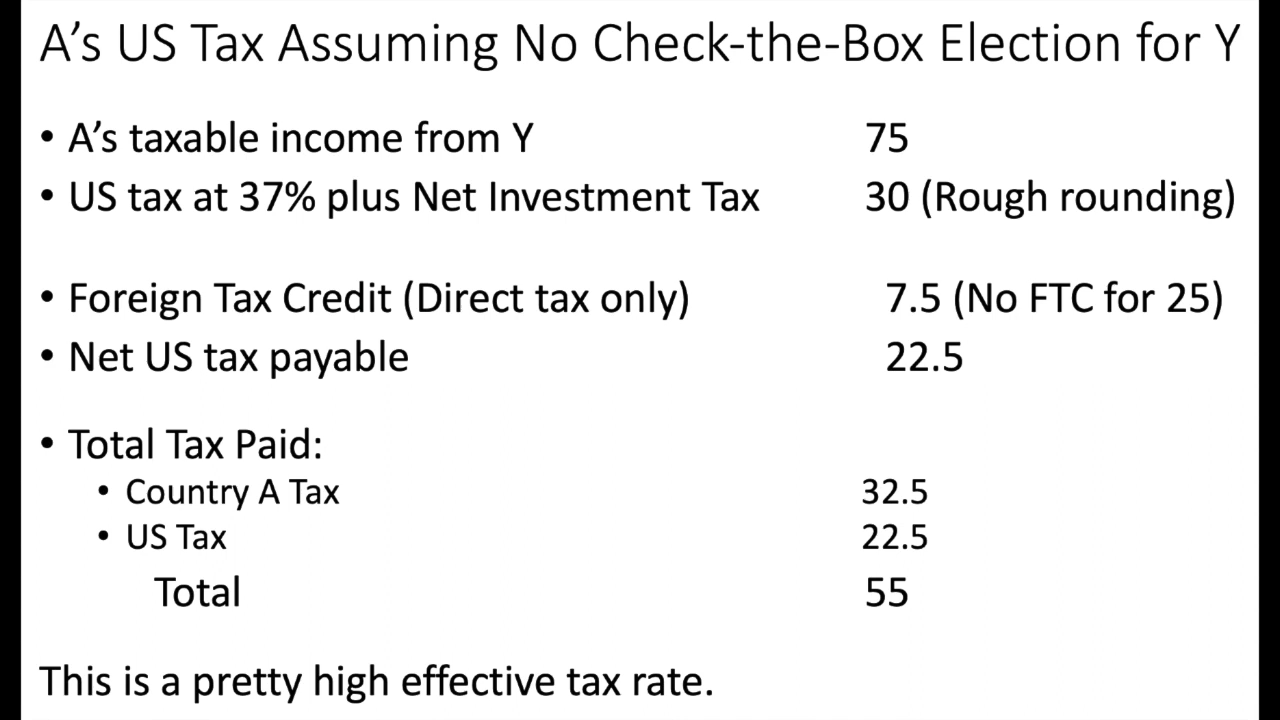 A’s US Tax Assuming No Check-the-Box Election for Y
• A’s taxable income from Y 75
• US tax at 37% plus Net Investment Tax 30 (Rough rounding)
• Foreign Tax Credit (Direct tax only) 7.5 (No FTC for 25)
• Net US tax payable 22.5
• Total Tax Paid:
• Country A Tax 32.5
• US Tax 22.5
Total 55
This is a pretty high effective tax rate.